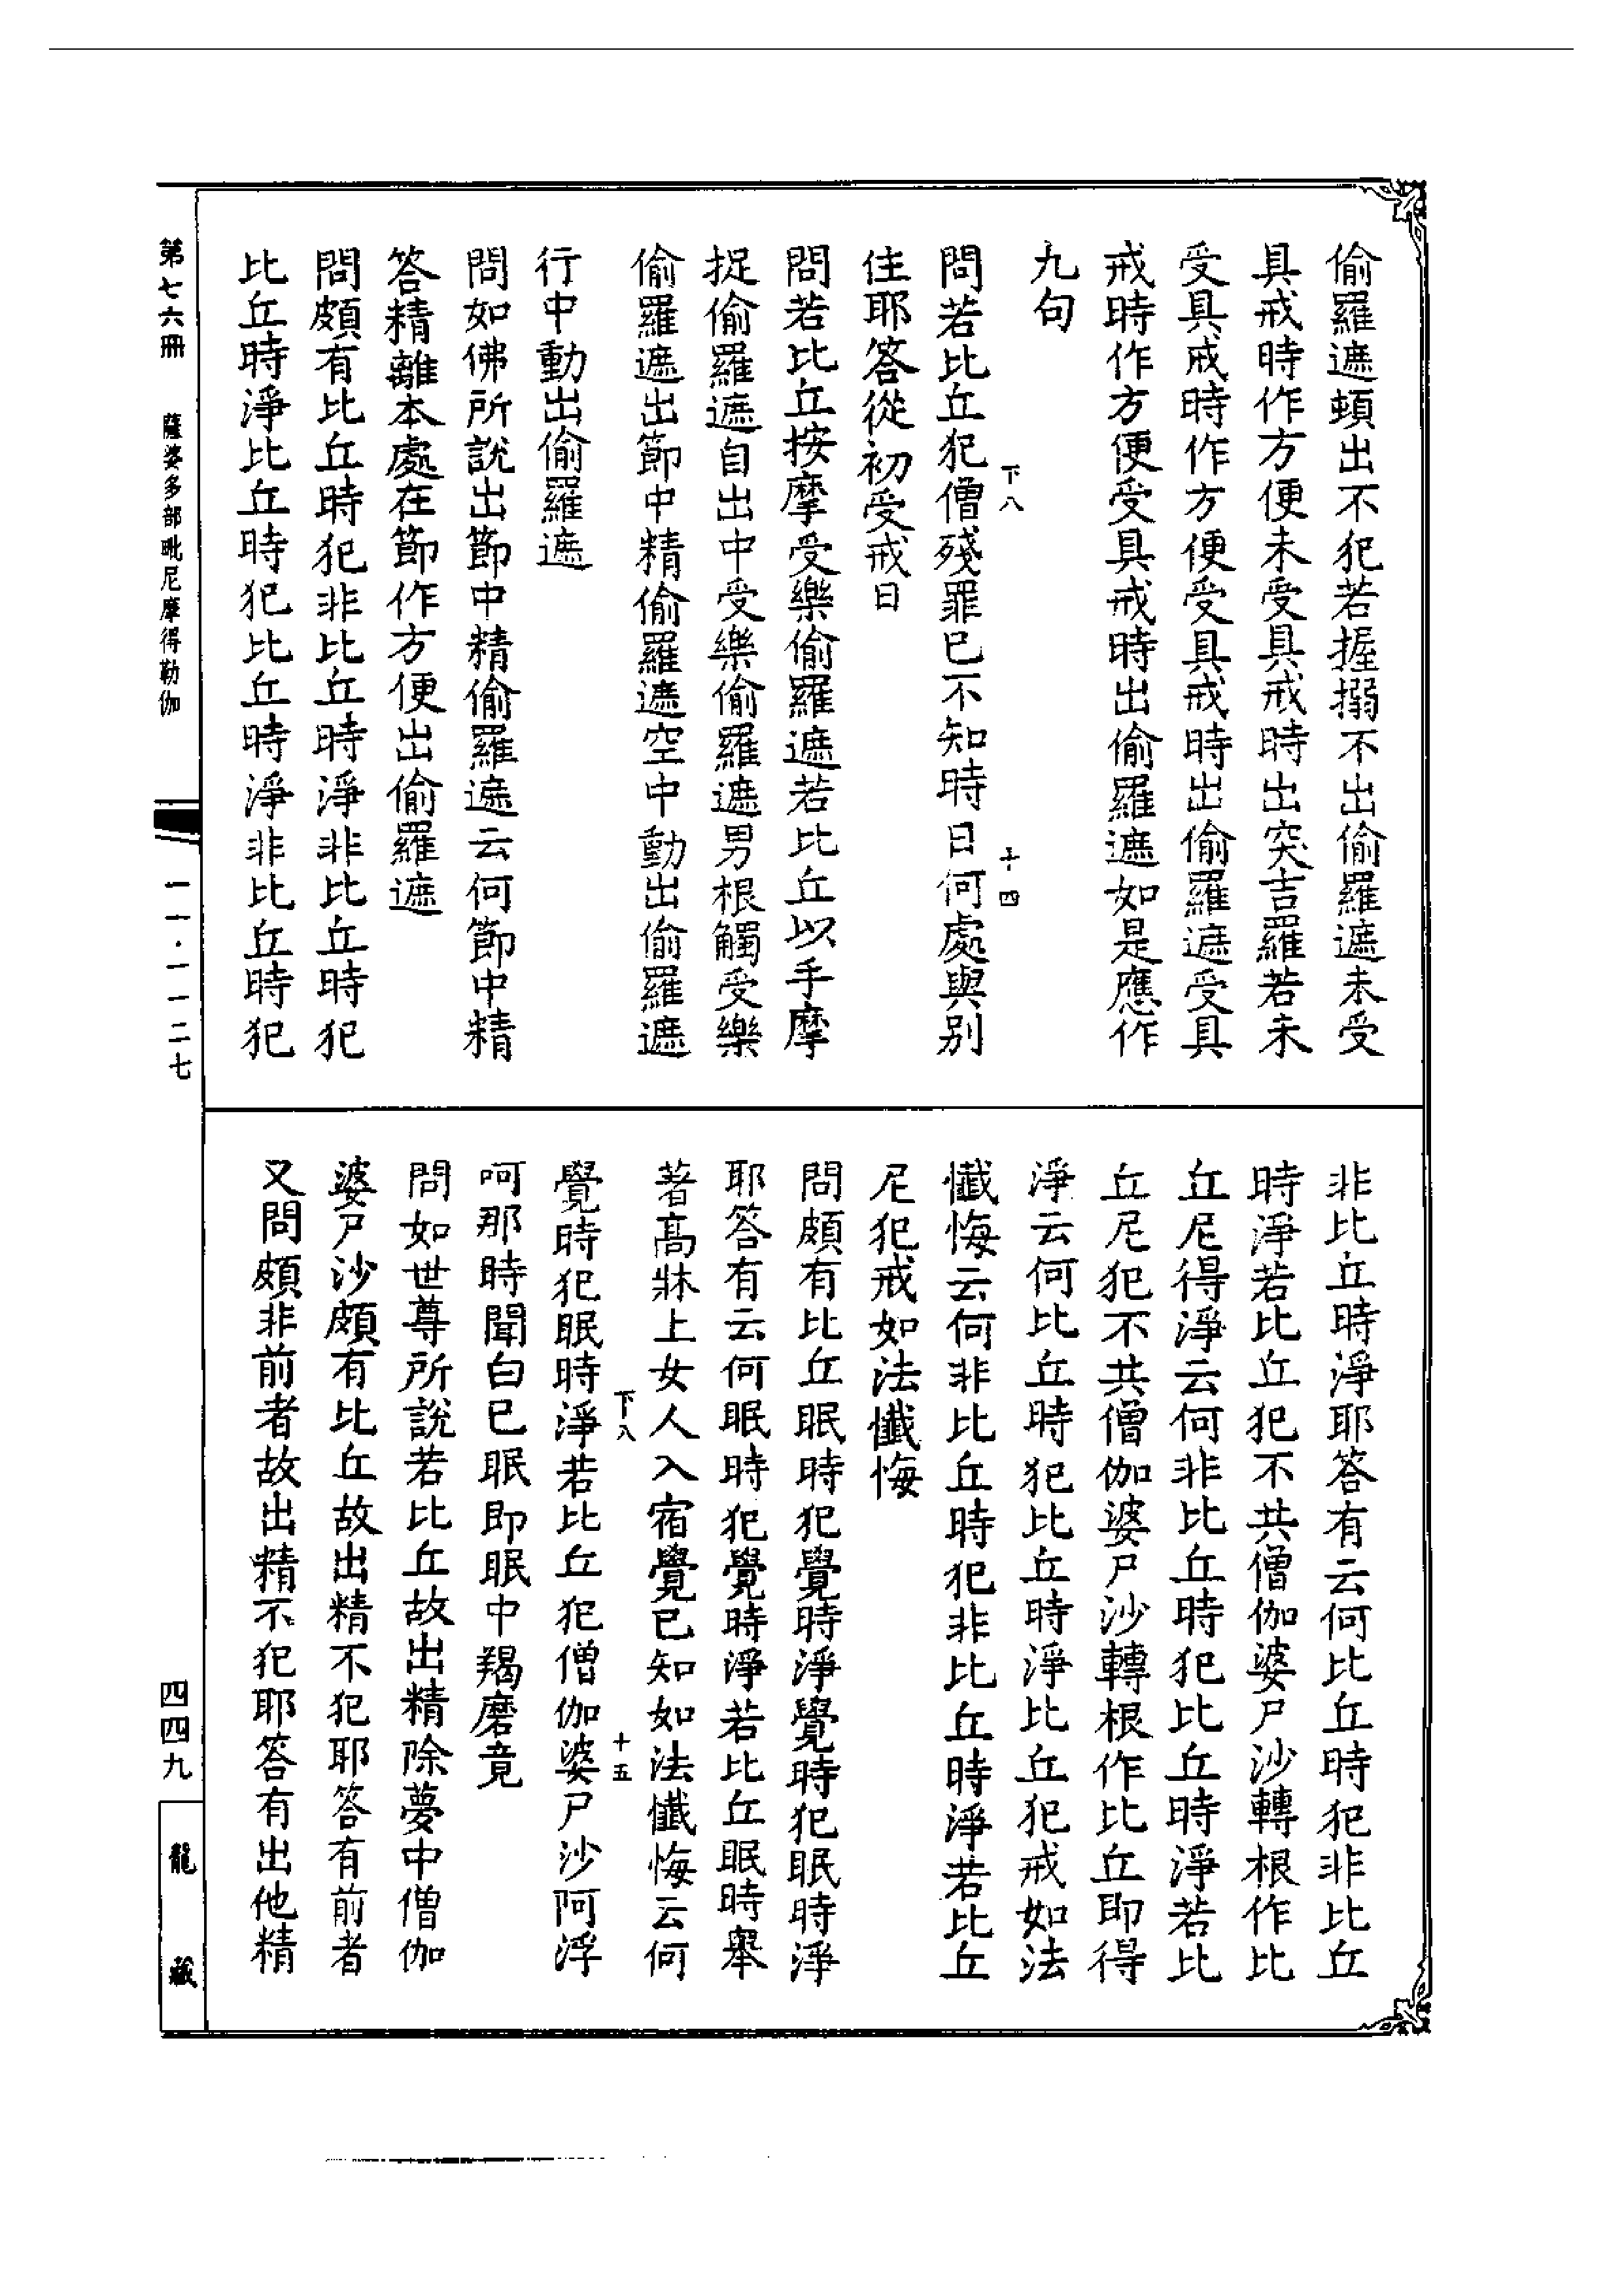 偷羅遮頓出不犯若握搦不出偷羅遮未受
具戒時作方便未受具戒時出突吉羅若未
受具戒時作方便受具戒時出偷羅遮受具
戒時作方便受具戒時出偷羅遮如是應作
九句
下八 十四
問若比丘犯僧殘罪已不知時日何處與別
住耶答從初受戒日
問若比丘按摩受樂偷羅遮若比丘以手摩
捉偷羅遮自出中受樂偷羅遮男根觸受樂
偷羅遮出節中精偷羅遮空中動出偷羅遮
行中動出偷羅遮
問如佛所說出節中精偷羅遮云何節中精
答精離本處在節作方便出偷羅遮
問頗有比丘時犯非比丘時淨非比丘時犯
比丘時淨比丘時犯比丘時淨非比丘時犯
非比丘時淨耶答有云何比丘時犯非比丘
時淨若比丘犯不共僧伽婆尸沙轉根作比
丘尼得淨云何非比丘時犯比丘時淨若比
丘尼犯不共僧伽婆尸沙轉根作比丘即得
淨云何比丘時犯比丘時淨比丘犯戒如法
懺悔云何非比丘時犯非比丘時淨若比丘
尼犯戒如法懺悔
問頗有比丘眠時犯覺時淨覺時犯眠時淨
耶答有云何眠時犯覺時淨若比丘眠時舉
著高牀上女人入宿覺已知如法懺悔云何
下八 十五
覺時犯眠時淨若比丘犯僧伽婆尸沙阿浮
呵那時聞白已眠即眠中羯磨竟
問如世尊所說若比丘故出精除夢中僧伽
婆尸沙頗有比丘故出精不犯耶答有前者
又問頗非前者故出精不犯耶答有出他精
第七六冊 薩婆多部毗尼摩得勒伽
一一·一一二七
四四九
龍藏